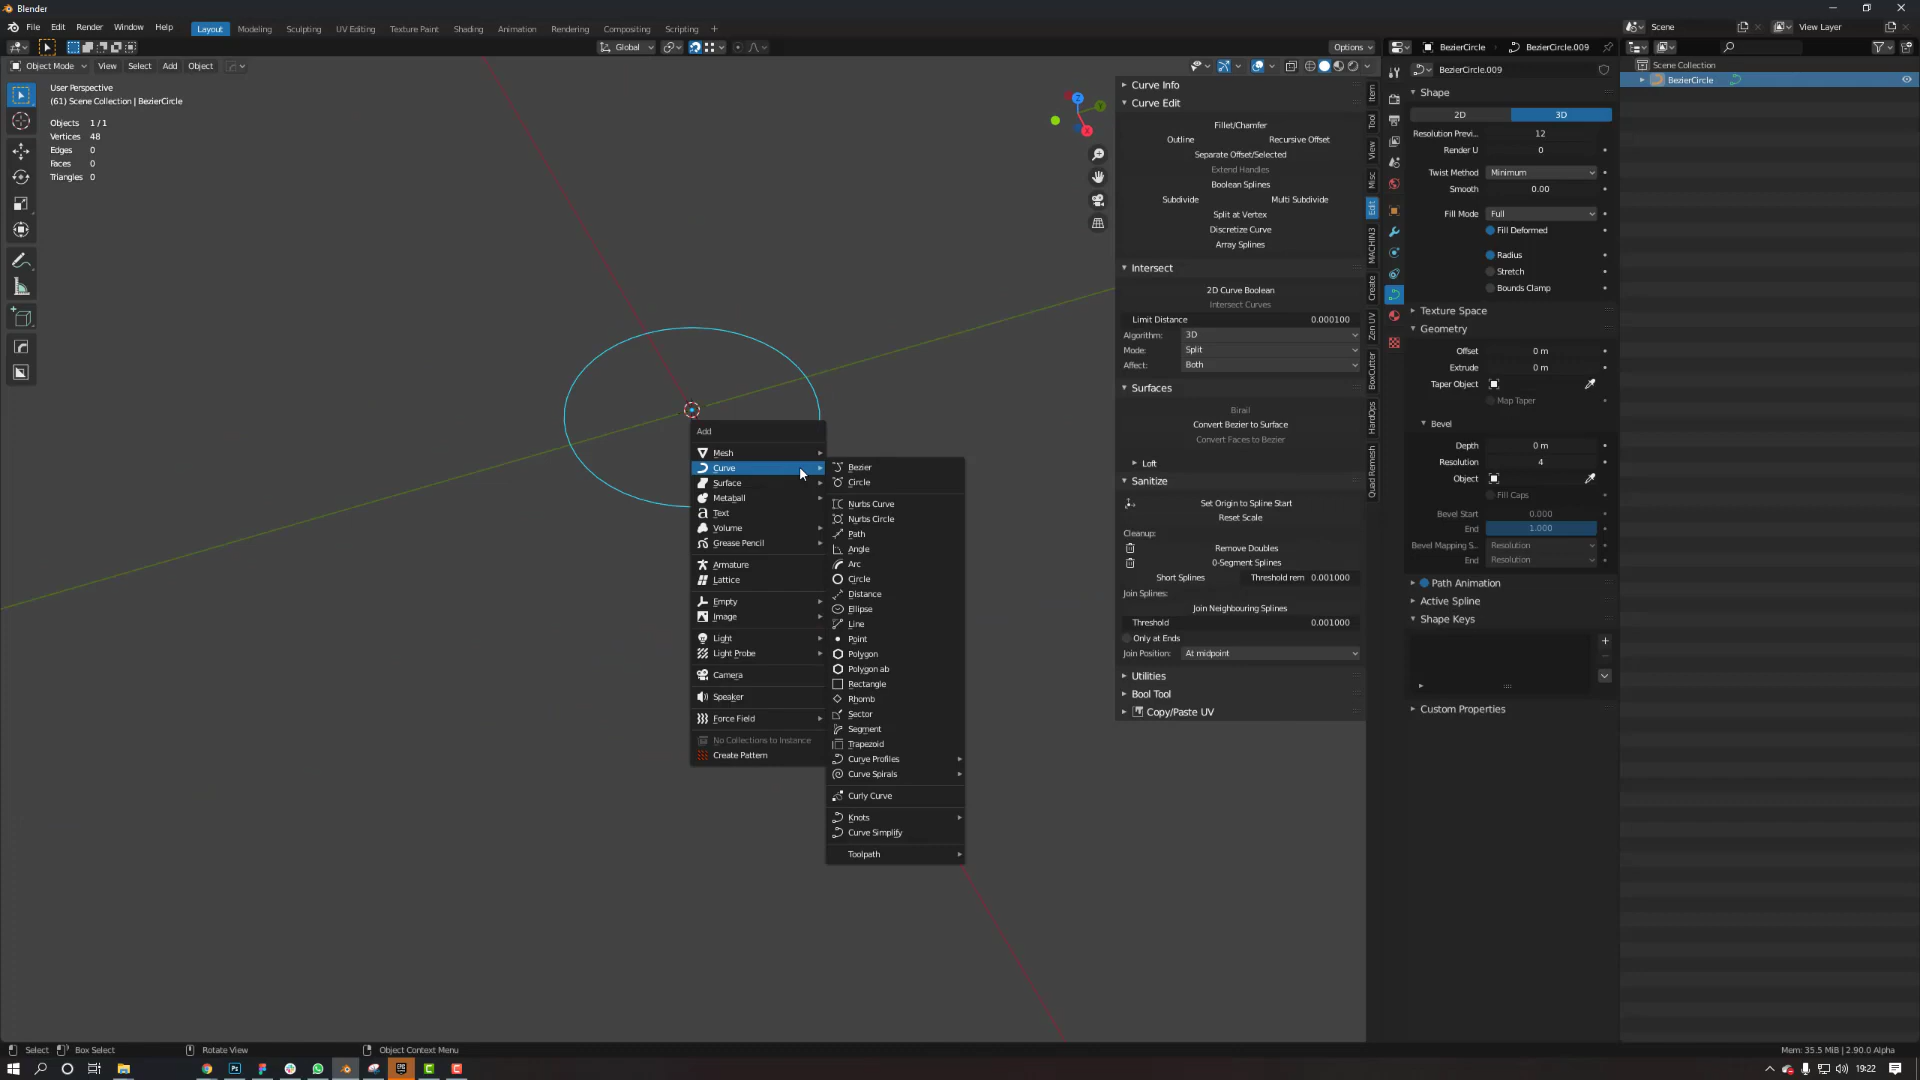 Blender
File Edit Render Window Help
Layout Modeling Sculpting UV Editing Texture Paint Shading Animation Rendering Compositing Scripting +
Scene
View Layer
Global
Options
BezierCircle BezierCircle.009
Object Mode View Select Add Object
User Perspective
(61) Scene Collection | BezierCircle
Objects 1/1
Vertices 48
Edges 0
Faces 0
Triangles 0
Add
Mesh
Curve
Surface
Metaball
Text
Volume
Grease Pencil
Armature
Lattice
Empty
Image
Light
Light Probe
Camera
Speaker
Force Field
No Collections to Instance
Create Pattern
Bezier
Circle
Nurbs Curve
Nurbs Circle
Path
Angle
Arc
Circle
Distance
Ellipse
Line
Point
Polygon
Polygon ab
Rectangle
Rhomb
Sector
Segment
Trapezoid
Curve Profiles
Curve Spirals
Curly Curve
Knots
Curve Simplify
Toolpath
Curve Info
Curve Edit
Fillet/Chamfer
Outline Recursive Offset
Separate Offset/Selected
Extend Handles
Boolean Splines
Subdivide Multi Subdivide
Split at Vertex
Discretize Curve
Array Splines
Intersect
2D Curve Boolean
Intersect Curves
Limit Distance 0.000100
Algorithm: 3D
Mode: Split
Affect: Both
Surfaces
Birail
Convert Bezier to Surface
Convert Faces to Bezier
Loft
Sanitize
Set Origin to Spline Start
Reset Scale
Cleanup:
Remove Doubles
0-Segment Splines
Short Splines Threshold rem 0.001000
Join Splines:
Join Neighbouring Splines
Threshold 0.001000
Only at Ends
Join Position: At midpoint
Utilities
Bool Tool
Copy/Paste UV
Item
Tool
View
Misc
Edit
MACHIN3
Create
Zen UV
BoxCutter
HardOps
Quad Remesh
BezierCircle.009
Shape
2D 3D
Resolution Previ... 12
Render U 0
Twist Method Minimum
Smooth 0.00
Fill Mode Full
Fill Deformed
Radius
Stretch
Bounds Clamp
Texture Space
Geometry
Offset 0 m
Extrude 0 m
Taper Object
Map Taper
Bevel
Depth 0 m
Resolution 4
Object
Fill Caps
Bevel Start 0.000
End 1.000
Bevel Mapping S... Resolution
End Resolution
Path Animation
Active Spline
Shape Keys
Custom Properties
Scene Collection
BezierCircle
Select Box Select Rotate View Object Context Menu
Mem: 35.5 MiB | 2.90.0 Alpha
19:22